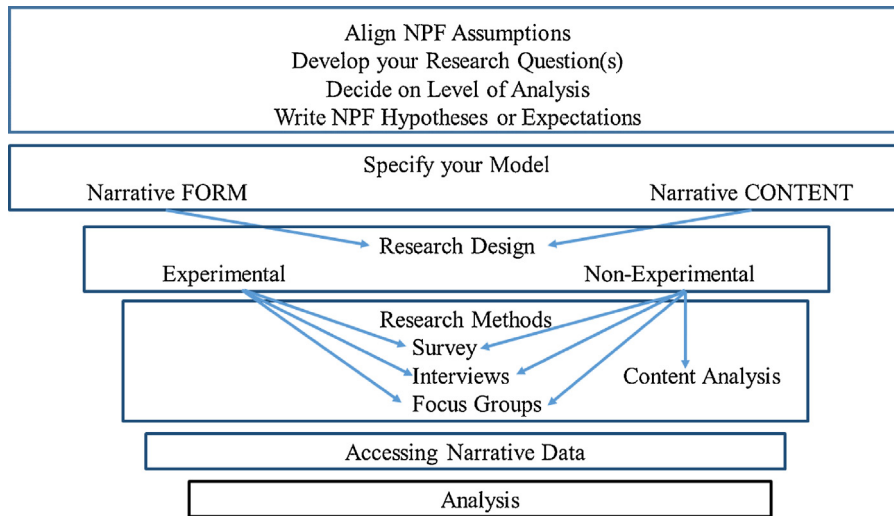 Align NPF Assumptions
Develop your Research Question(s)
Decide on Level of Analysis
Write NPF Hypotheses or Expectations
Specify your Model
Narrative FORM Narrative CONTENT
Research Design
Experimental Non-Experimental
Research Methods
Survey
Interviews Content Analysis
Focus Groups
Accessing Narrative Data
Analysis